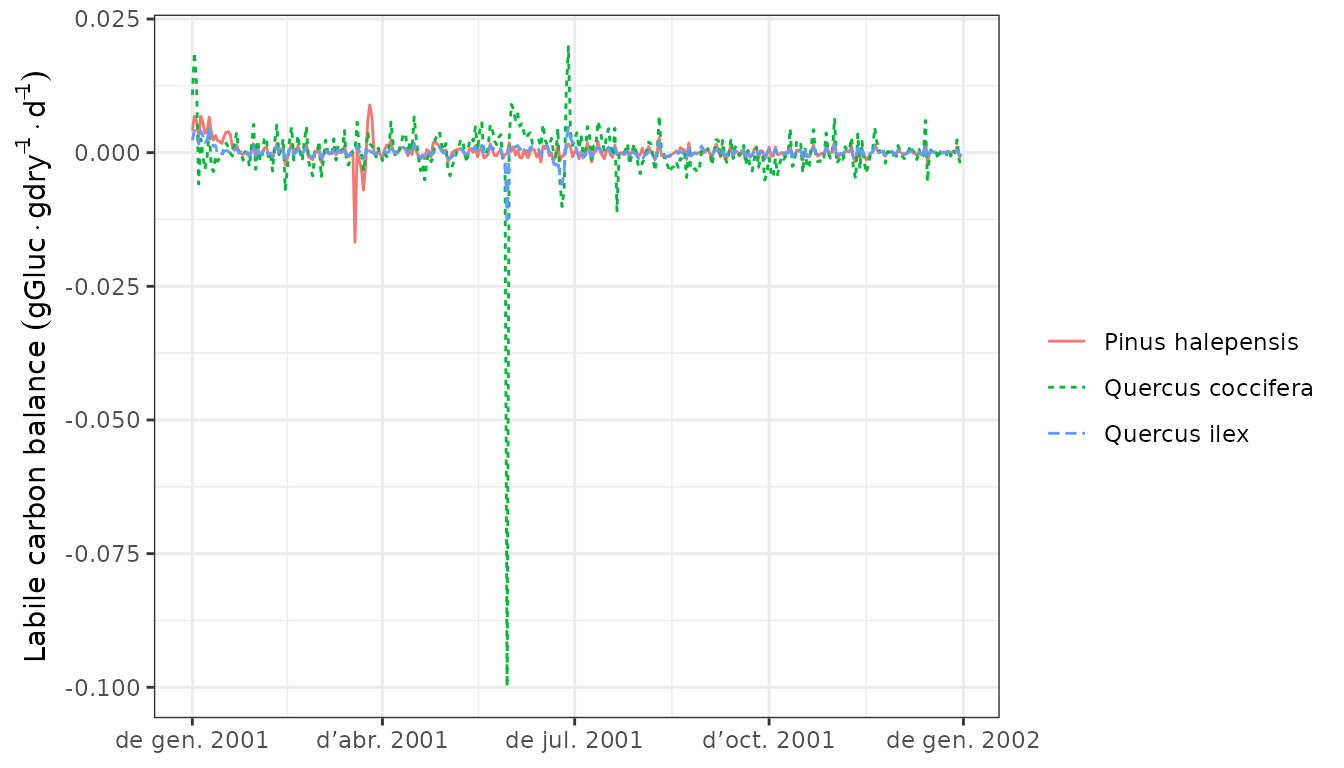 Labile carbon balance (gGluc · gdry⁻¹ · d⁻¹)
0.025
0.000
-0.025
-0.050
-0.075
-0.100
de gen. 2001
d’abr. 2001
de jul. 2001
d’oct. 2001
de gen. 2002
Pinus halepensis
Quercus coccifera
Quercus ilex